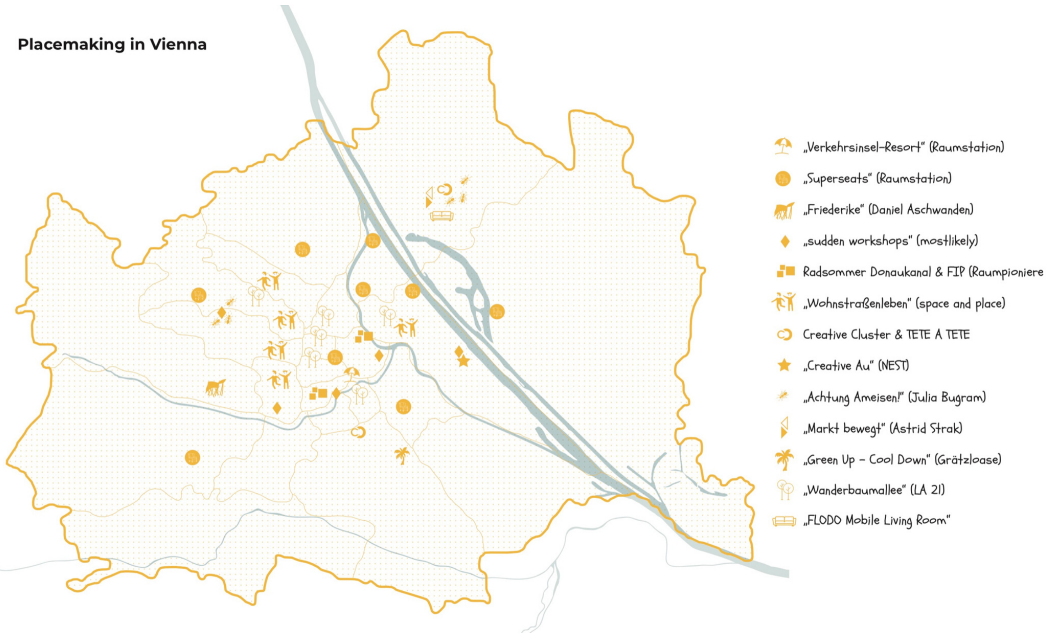 Placemaking in Vienna
„Verkehrsinsel-Resort“ (Raumstation)
„Superseats“ (Raumstation)
„Friederike“ (Daniel Aschwanden)
„sudden workshops“ (mostlikely)
Radsommer Donaukanal & FIP (Raumpioniere
„Wohnstraßenleben“ (space and place)
Creative Cluster & TETE A TETE
„Creative Au“ (NEST)
„Achtung Ameisen!“ (Julia Bugram)
„Markt bewegt“ (Astrid Strak)
„Green Up - Cool Down“ (Grätzloase)
„Wanderbaumallee“ (LA 21)
„FLODO Mobile Living Room“